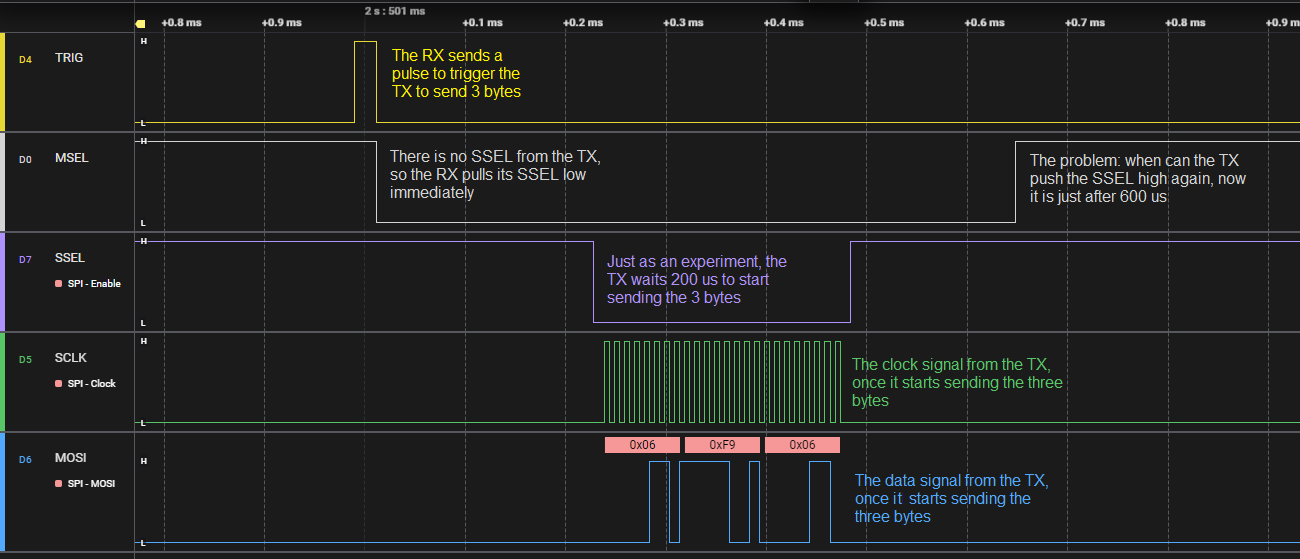 2 s : 501 ms
+0.8 ms +0.9 ms +0.1 ms +0.2 ms +0.3 ms +0.4 ms +0.5 ms +0.6 ms +0.7 ms +0.8 ms +0.9 m
D4 TRIG
H
L
The RX sends a
pulse to trigger the
TX to send 3 bytes
D0 MSEL
H
L
There is no SSEL from the TX,
so the RX pulls its SSEL low
immediately
The problem: when can the TX
push the SSEL high again, now
it is just after 600 us
D7 SSEL
SPI - Enable
H
L
Just as an experiment, the
TX waits 200 us to start
sending the 3 bytes
D5 SCLK
SPI - Clock
H
L
The clock signal from the TX,
once it starts sending the three
bytes
D6 MOSI
SPI - MOSI
H
L
0x06 0xF9 0x06
The data signal from the TX,
once it starts sending the
three bytes